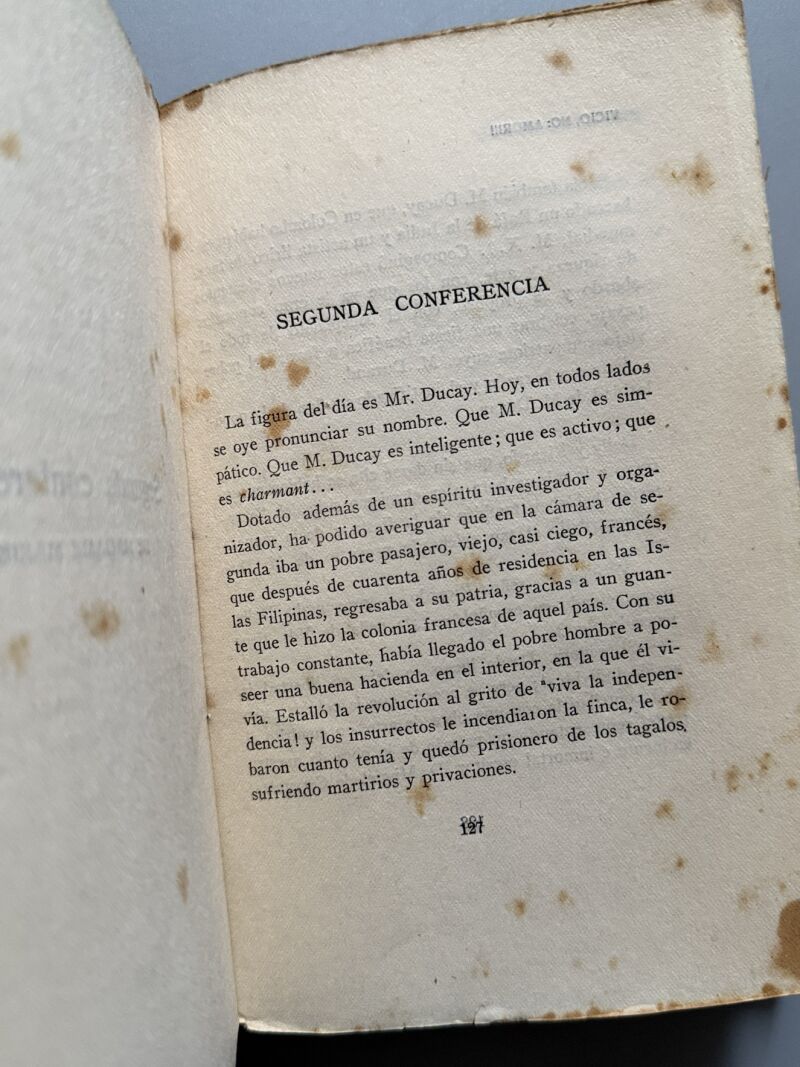 SEGUNDA CONFERENCIA
La figura del día es Mr. Ducay. Hoy, en todos lados
se oye pronunciar su nombre. Que M. Ducay es sim-
pático. Que M. Ducay es inteligente; que es activo; que
es charmant...
Dotado además de un espíritu investigador y orga-
nizador, ha podido averiguar que en la cámara de se-
gunda iba un pobre pasajero, viejo, casi ciego, francés,
que después de cuarenta años de residencia en las Is-
las Filipinas, regresaba a su patria, gracias a un guan-
te que le hizo la colonia francesa de aquel país. Con su
trabajo constante, había llegado el pobre hombre a po-
seer una buena hacienda en el interior, en la que él vi-
vía. Estalló la revolución al grito de "viva la indepen-
dencia! y los insurrectos le incendiaron la finca, le ro-
baron cuanto tenía y quedó prisionero de los tagalos,
sufriendo martirios y privaciones.
127